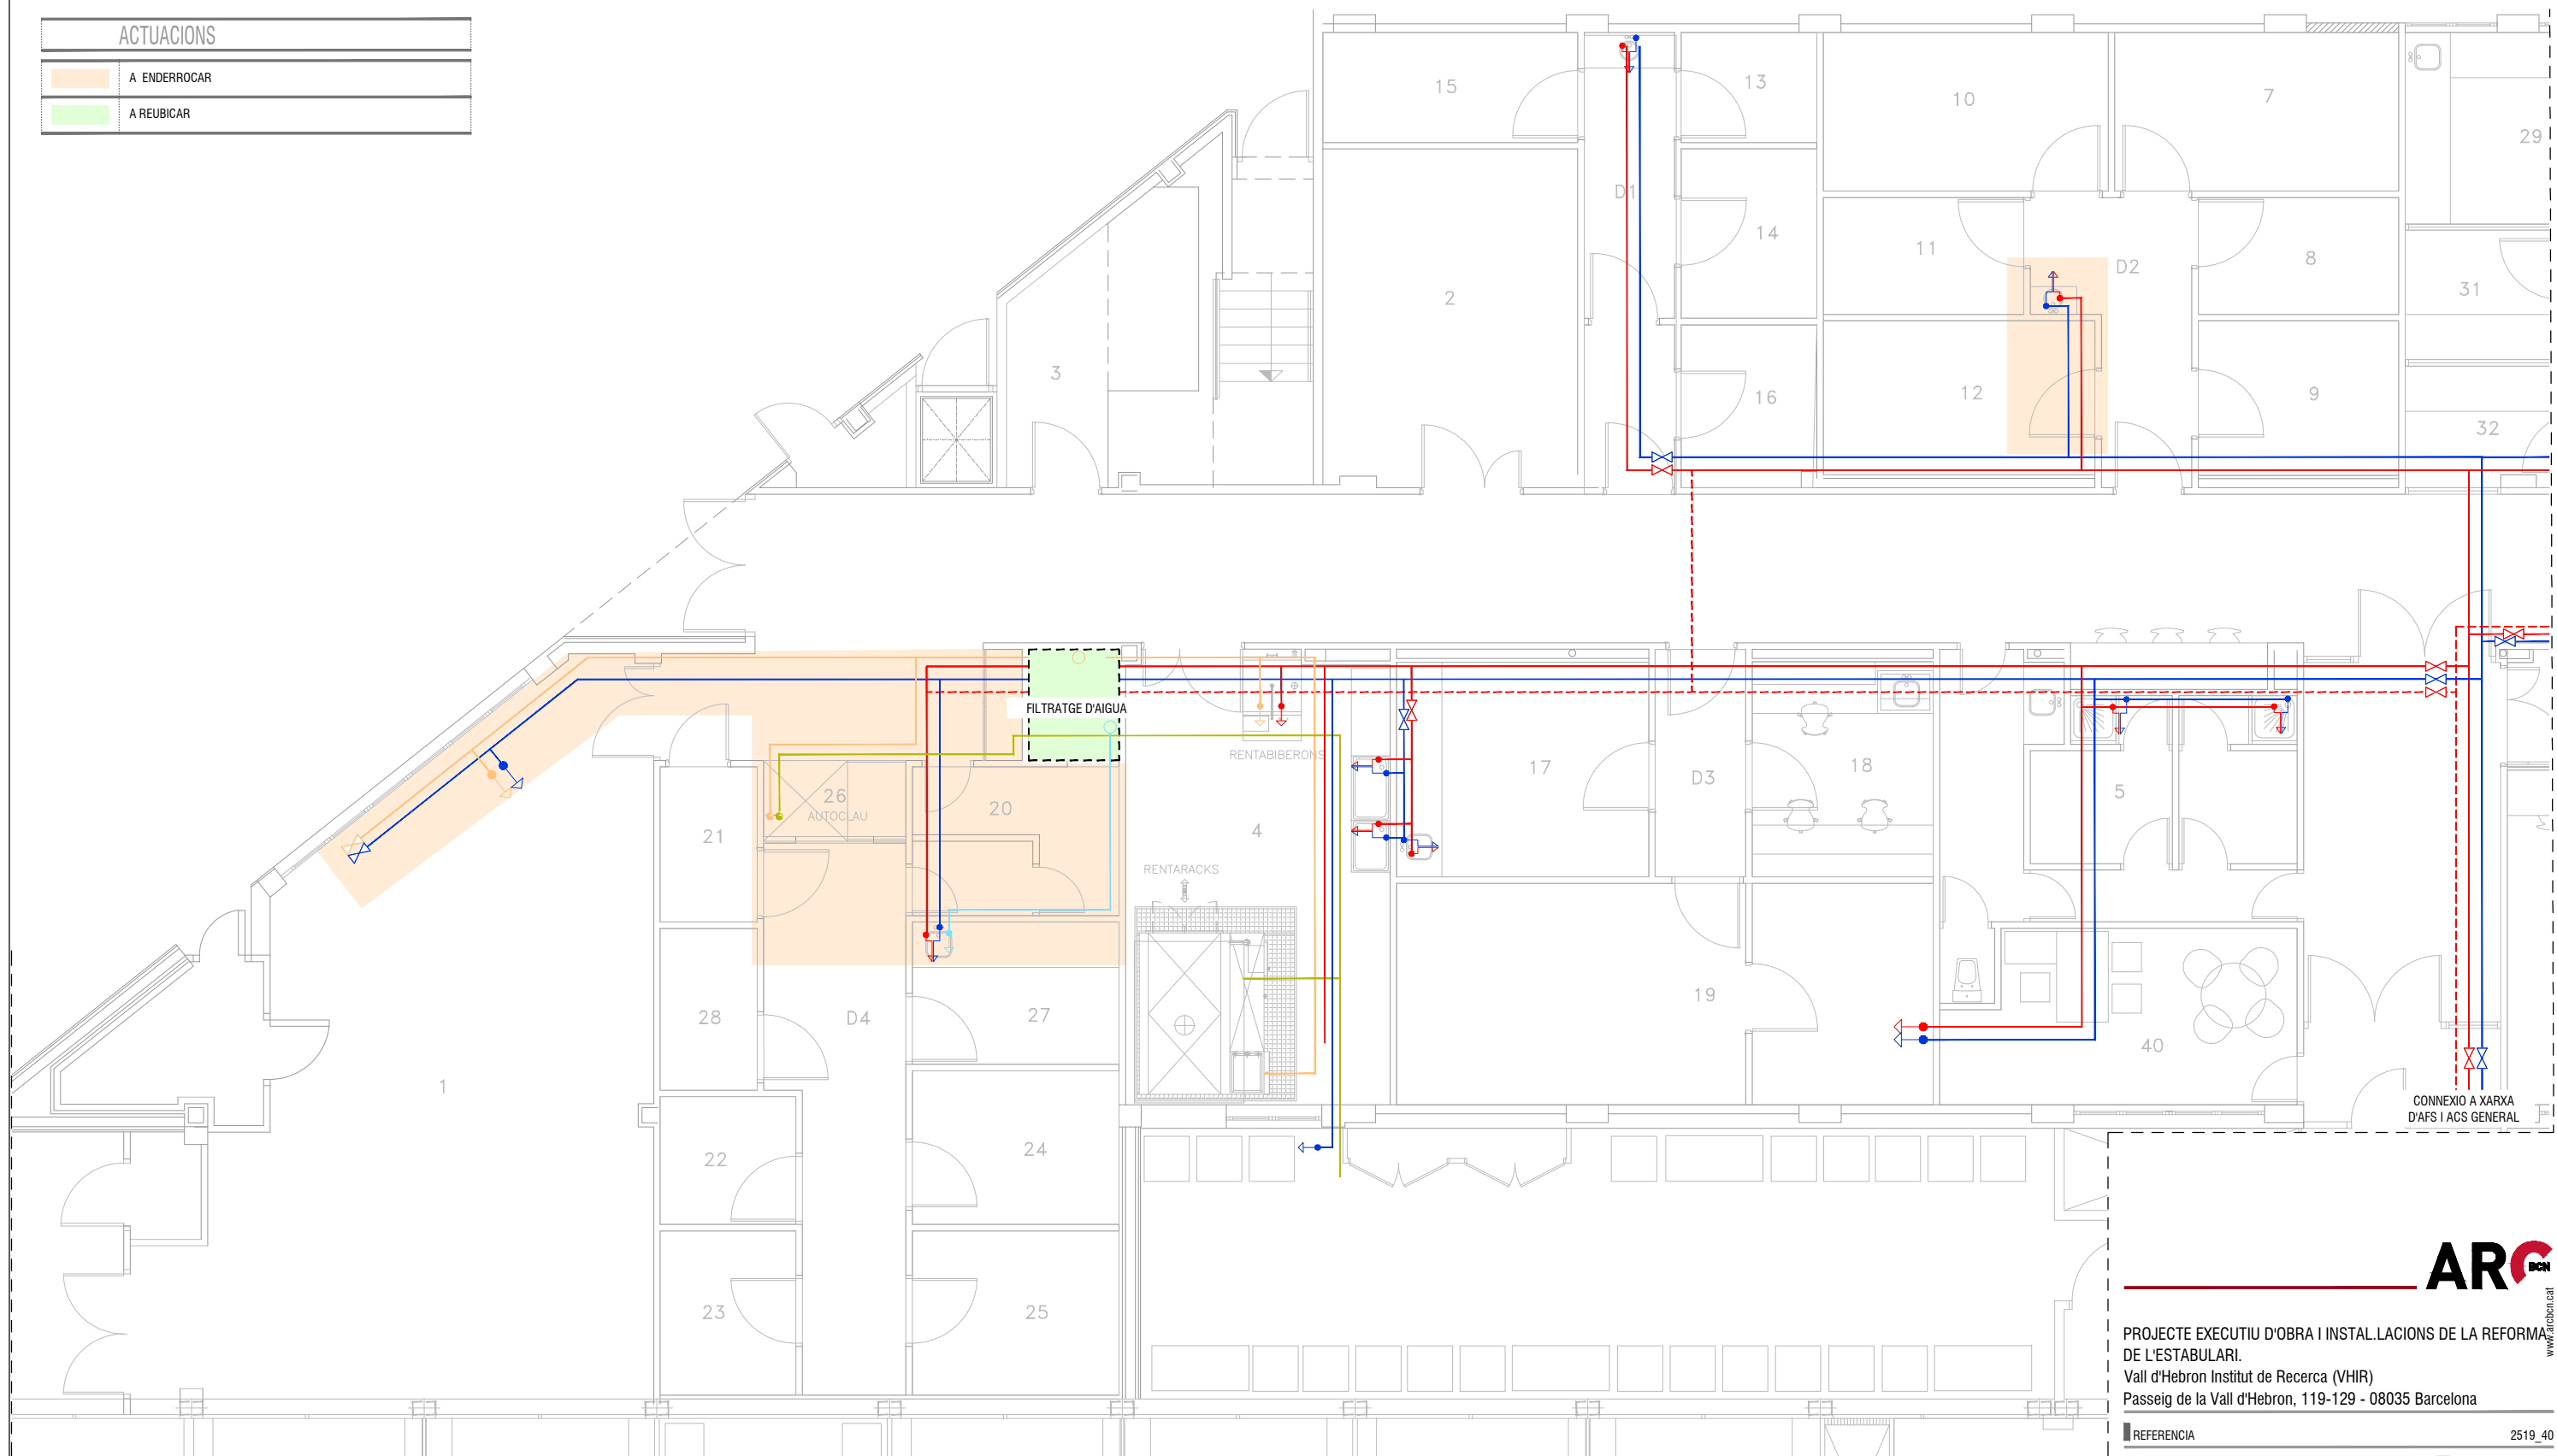 ACTUACIONS
A ENDERROCAR
A REUBICAR
15
13
10
7
29
D1
2
14
11
D2
8
31
3
16
12
9
32
FILTRATGE D'AIGUA
RENTABIBERONS
17
D3
18
5
26
AUTOCLAU
20
21
4
RENTARACKS
28
D4
27
19
40
1
CONNEXIO A XARXA
D'AFS I ACS GENERAL
22
24
23
25
ARC
BCN
www.arcbcn.cat
PROJECTE EXECUTIU D'OBRA I INSTAL.LACIONS DE LA REFORMA
DE L'ESTABULARI.
Vall d'Hebron Institut de Recerca (VHIR)
Passeig de la Vall d'Hebron, 119-129 - 08035 Barcelona
REFERENCIA 2519_40